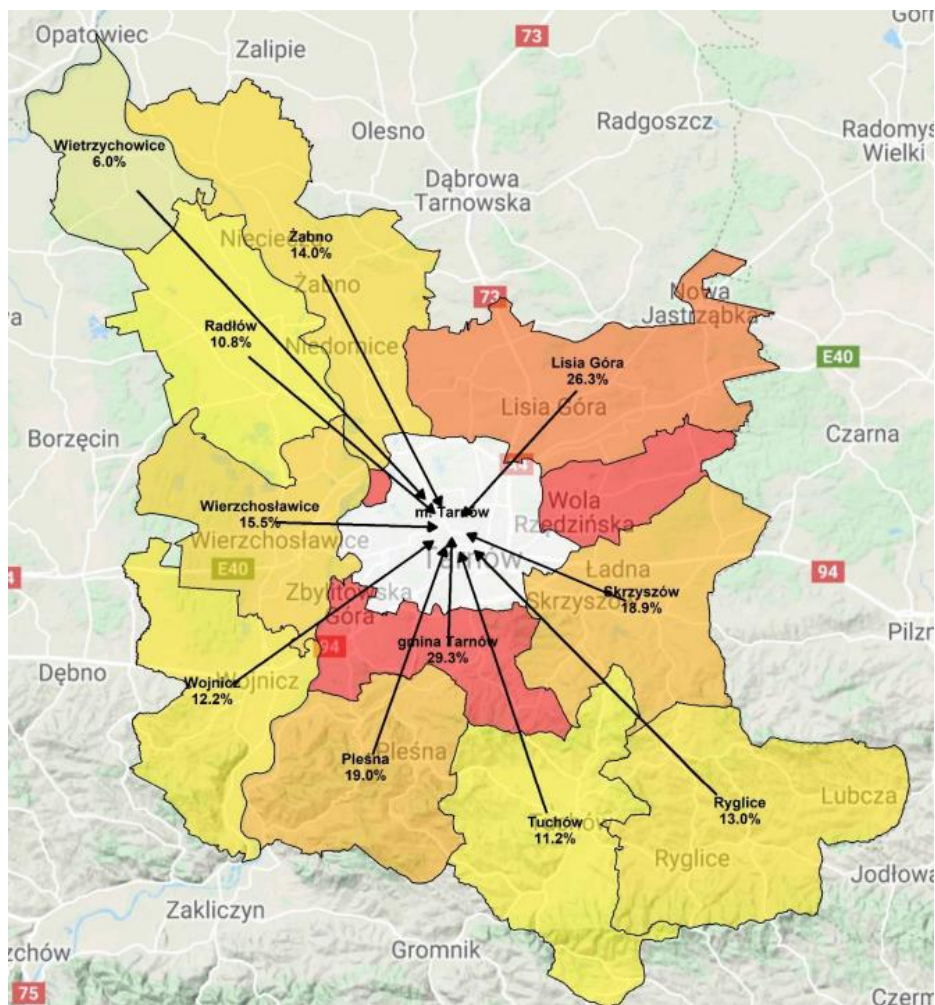 Opatowiec
Zalipie
73
Gór
Wietrzychowice
6.0%
Olesno
Radgoszcz
Radomyś
Wielki
Dąbrowa
Tarnowska
Żabno
14.0%
Żabno
73
Nowa
Jastrząbka
Radłów
10.8%
Niedomice
Lisia Góra
26.3%
E40
Lisia Góra
Borzęcin
Czarna
Wierzchosławice
15.5%
m. Tarnów
Wola
Rzędzińska
Wierzchosławice
Tarnów
E40
Zbylitowska
Góra
Ładna
94
Skrzyszów
Skrzyszów
18.9%
94
gmina Tarnów
29.3%
Pilzn
Dębno
Wojnicz
Wojnicz
12.2%
Pleśna
Pleśna
19.0%
Ryglice
13.0%
Lubcza
Tuchów
11.2%
Ryglice
Jodłowa
Zakliczyn
Gromnik
zchów
75
Czerm